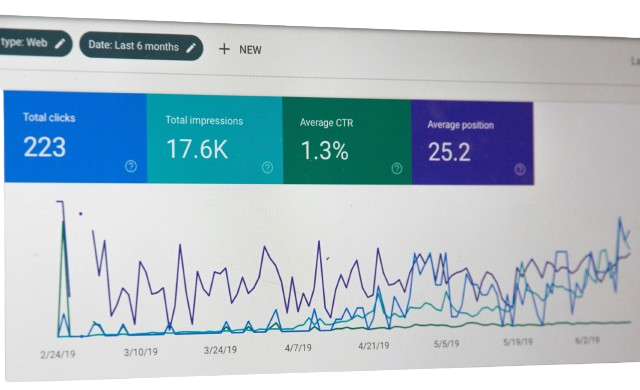 type: Web
Date: Last 6 months
+ NEW
La
Total clicks
223
Total impressions
17.6K
Average CTR
1.3%
Average position
25.2
2/24/19
3/10/19
3/24/19
4/7/19
4/21/19
5/5/19
5/19/19
6/2/19